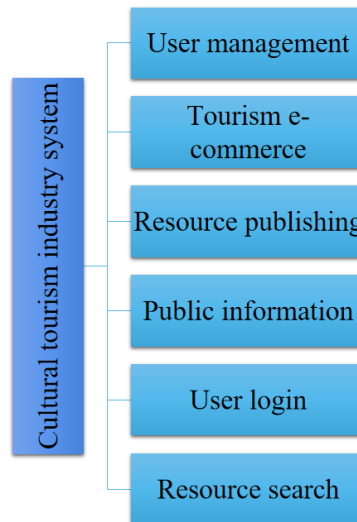 Cultural tourism industry system
User management
Tourism e-
commerce
Resource publishing
Public information
User login
Resource search